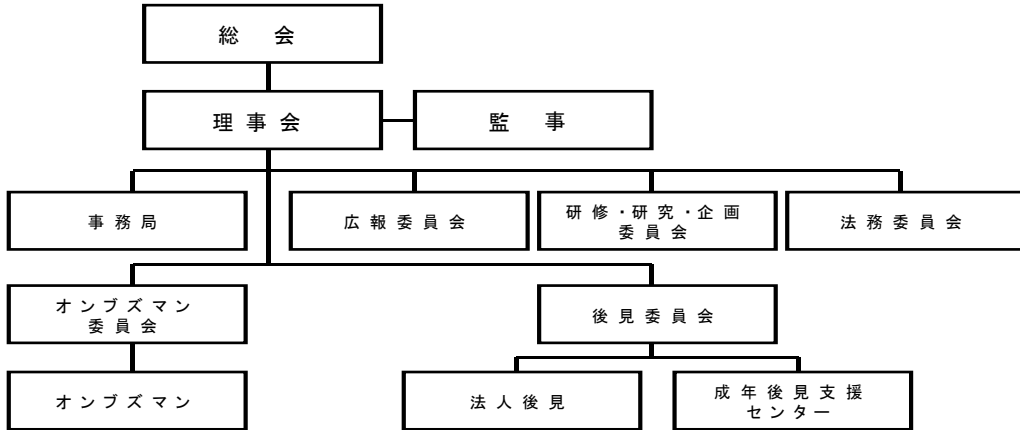 総会
理事会
監事
事務局
広報委員会
研修・研究・企画
委員会
法務委員会
オンブズマン
委員会
後見委員会
オンブズマン
法人後見
成年後見支援
センター